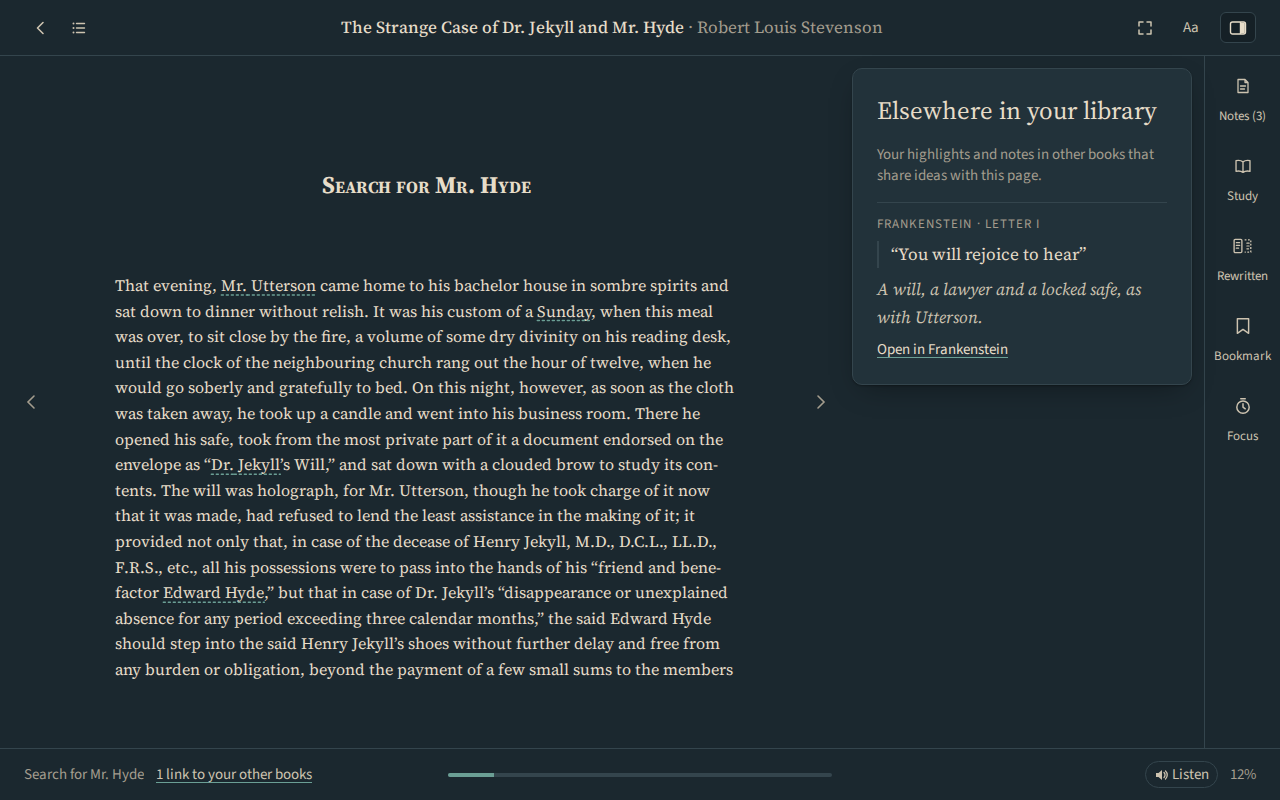 The Strange Case of Dr. Jekyll and Mr. Hyde · Robert Louis Stevenson
Aa
Search for Mr. Hyde
That evening, Mr. Utterson came home to his bachelor house in sombre spirits and
sat down to dinner without relish. It was his custom of a Sunday, when this meal
was over, to sit close by the fire, a volume of some dry divinity on his reading desk,
until the clock of the neighbouring church rang out the hour of twelve, when he
would go soberly and gratefully to bed. On this night, however, as soon as the cloth
was taken away, he took up a candle and went into his business room. There he
opened his safe, took from the most private part of it a document endorsed on the
envelope as “Dr. Jekyll’s Will,” and sat down with a clouded brow to study its con-
tents. The will was holograph, for Mr. Utterson, though he took charge of it now
that it was made, had refused to lend the least assistance in the making of it; it
provided not only that, in case of the decease of Henry Jekyll, M.D., D.C.L., LL.D.,
F.R.S., etc., all his possessions were to pass into the hands of his “friend and bene-
factor Edward Hyde,” but that in case of Dr. Jekyll’s “disappearance or unexplained
absence for any period exceeding three calendar months,” the said Edward Hyde
should step into the said Henry Jekyll’s shoes without further delay and free from
any burden or obligation, beyond the payment of a few small sums to the members
Elsewhere in your library
Your highlights and notes in other books that
share ideas with this page.
FRANKENSTEIN · LETTER I
“You will rejoice to hear”
A will, a lawyer and a locked safe, as
with Utterson.
Open in Frankenstein
Notes (3)
Study
Rewritten
Bookmark
Focus
Search for Mr. Hyde
1 link to your other books
Listen
12%